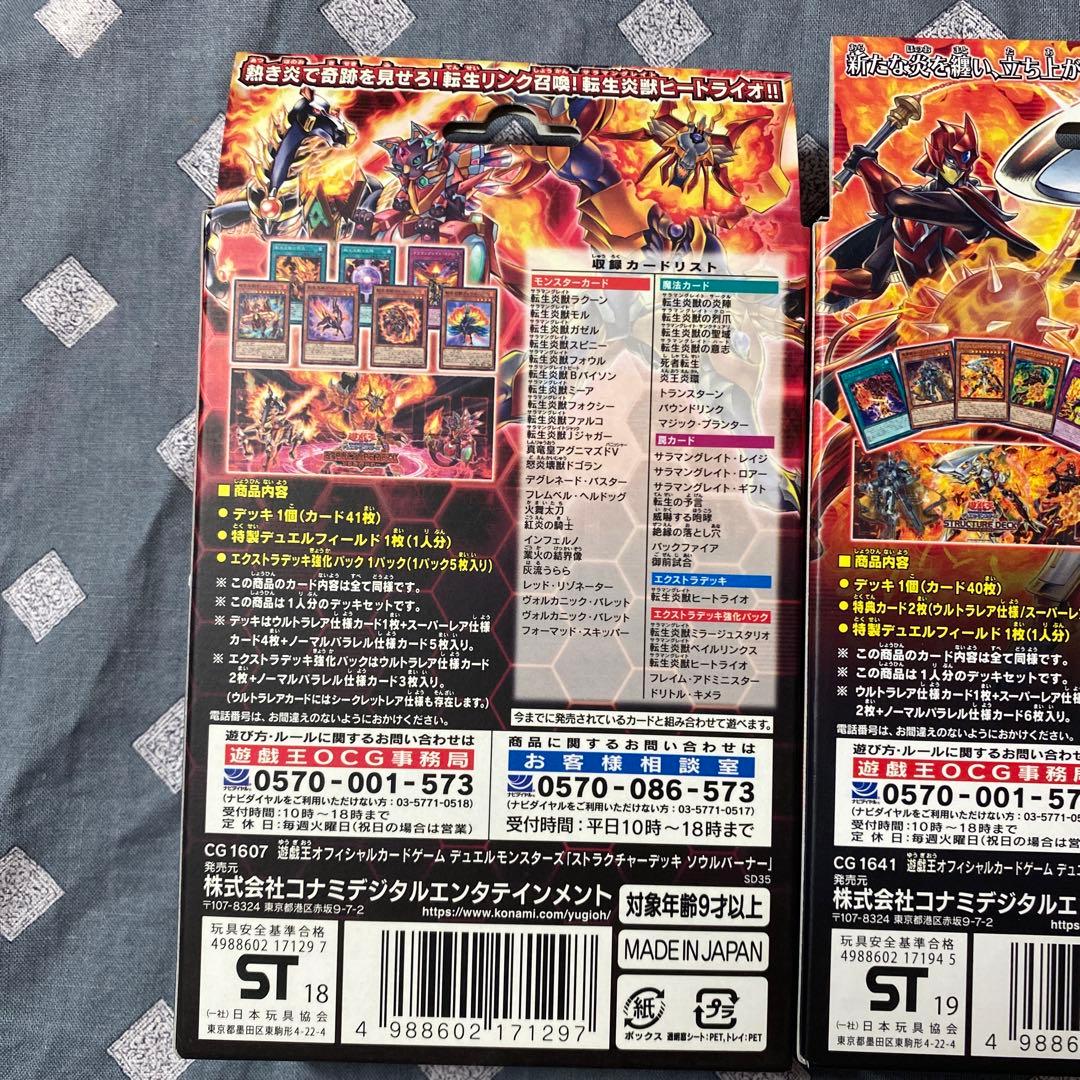 熱き炎で奇跡を見せろ!転生リンク召喚!転生炎獣ヒートライオ!!
収録カードリスト
モンスターカード
転生炎獣ラクーン
転生炎獣モル
転生炎獣ガゼル
転生炎獣スピニー
転生炎獣フォウル
転生炎獣Bバイソン
転生炎獣ミーア
転生炎獣フォクシー
転生炎獣ファルコ
転生炎獣Jジャガー
真竜皇アグニマズドV
怒炎壊獣ドゴラン
デグレネード・バスター
フレムベル・ヘルドッグ
火舞太刀
紅炎の騎士
インフェルノ
業火の結界像
灰流うらら
レッド・リゾネーター
ヴォルカニック・バレット
ヴォルカニック・バレット
フォーマッド・スキッパー
魔法カード
転生炎獣の炎陣
転生炎獣の烈爪
転生炎獣の聖域
転生炎獣の意志
死者転生
炎王炎環
トランスターン
バウンドリンク
マジック・プランター
罠カード
サラマングレイト・レイジ
サラマングレイト・ロアー
サラマングレイト・ギフト
転生の予言
威嚇する咆哮
絶縁の落とし穴
バックファイア
御前試合
エクストラデッキ
転生炎獣ヒートライオ
エクストラデッキ強化パック
転生炎獣ミラージュスタリオ
転生炎獣ベイルリンクス
転生炎獣ヒートライオ
フレイム・アドミニスター
ドリトル・キメラ
■商品内容
● デッキ 1個(カード41枚)
● 特製デュエルフィールド 1枚(1人分)
● エクストラデッキ強化パック 1パック(1パック5枚入り)
※ この商品のカード内容は全て同様です。
※ この商品は1人分のデッキセットです。
※ デッキはウルトラレア仕様カード1枚+スーパーレア仕様
カード4枚+ノーマルパラレル仕様カード5枚入り。
※ エクストラデッキ強化パックはウルトラレア仕様カード
2枚+ノーマルパラレル仕様カード3枚入り。
(ウルトラレア仕様カードにはシークレットレア仕様も存在します。)
電話番号は、お間違えのないようにおかけください。
今までに発売されているカードと組み合わせて遊べます。
遊び方・ルールに関するお問い合わせは
遊戯王OCG事務局
ナビダイヤル 0570-001-573
(ナビダイヤルをご利用いただけない方:03-5771-0518)
受付時間:10時〜18時まで
定休日:毎週火曜日(祝日の場合は営業)
商品に関するお問い合わせは
お客様相談室
ナビダイヤル 0570-086-573
(ナビダイヤルをご利用いただけない方:03-5771-0517)
受付時間:平日10時〜18時まで
CG1607 遊戯王オフィシャルカードゲーム デュエルモンスターズ「ストラクチャーデッキ ソウルバーナー」
SD35
発売元
株式会社コナミデジタルエンタテインメント
〒107-8324 東京都港区赤坂9-7-2
https://www.konami.com/yugioh/
対象年齢9才以上
MADE IN JAPAN
玩具安全基準合格
4988602 17129 7
ST 18
(一社)日本玩具協会
東京都墨田区東駒形4-22-4
4 988602 171297
紙
ボックス
プラ
透明窓シート:PET,トレイ:PET
新たな炎を纏い、立ち上が
STRUCTURE DECK
■商品内容
● デッキ 1個(カード40枚)
● 特典カード2枚(ウルトラレア仕様/スーパーレ
● 特製デュエルフィールド 1枚(1人分)
※ この商品のカード内容は全て同様です。
※ この商品は1人分のデッキセットです。
※ ウルトラレア仕様カード1枚+スーパーレア仕様
2枚+ノーマルパラレル仕様カード6枚入り。
電話番号は、お間違えのないようにおかけください。
遊び方・ルールに関するお問い合わせ
遊戯王OCG事務局
ナビダイヤル 0570-001-57
(ナビダイヤルをご利用いただけない方:03-5771-05
受付時間:10時〜18時まで
定休日:毎週火曜日(祝日の場合は営業
CG1641 遊戯王オフィシャルカードゲーム デュエ
発売元
株式会社コナミデジタルエ
〒107-8324 東京都港区赤坂9-7-2
https
玩具安全基準合格
4988602 17194 5
ST 19
(一社)日本玩具協会
東京都墨田区東駒形4-22-4
4 9886